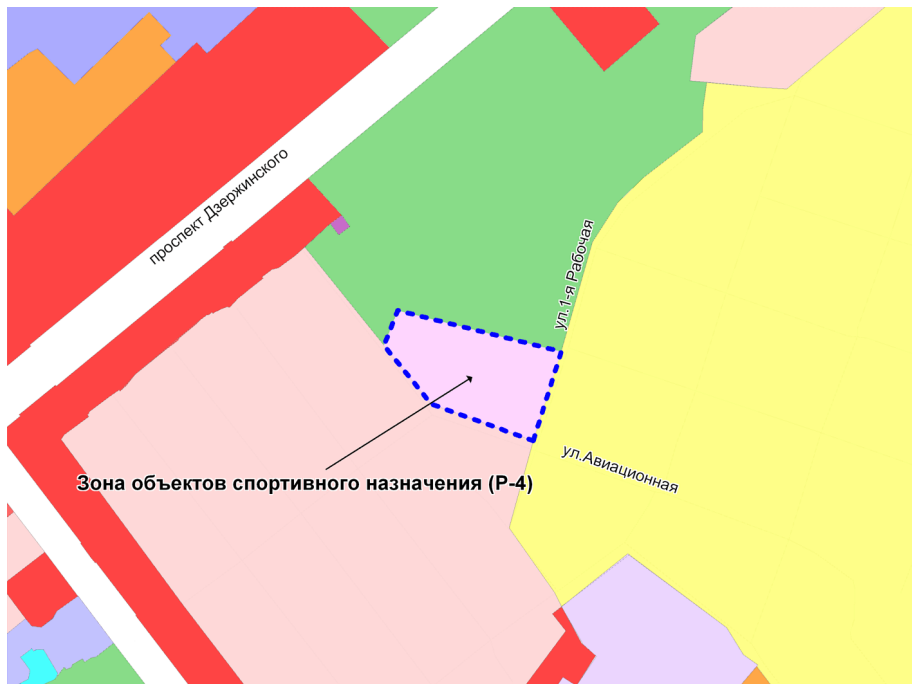 проспект Дзержинского
ул.1-я Рабочая
ул.Авиационная
Зона объектов спортивного назначения (Р-4)